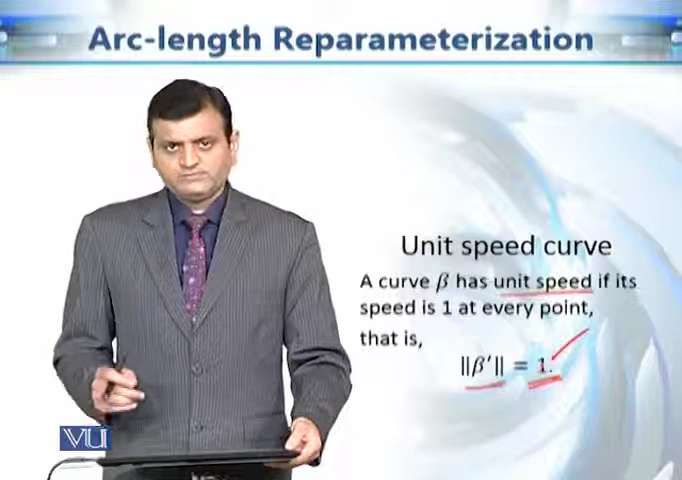 Arc-length Reparameterization
Unit speed curve
A curve β has unit speed if its
speed is 1 at every point,
that is,
‖β′‖ = 1.
VU